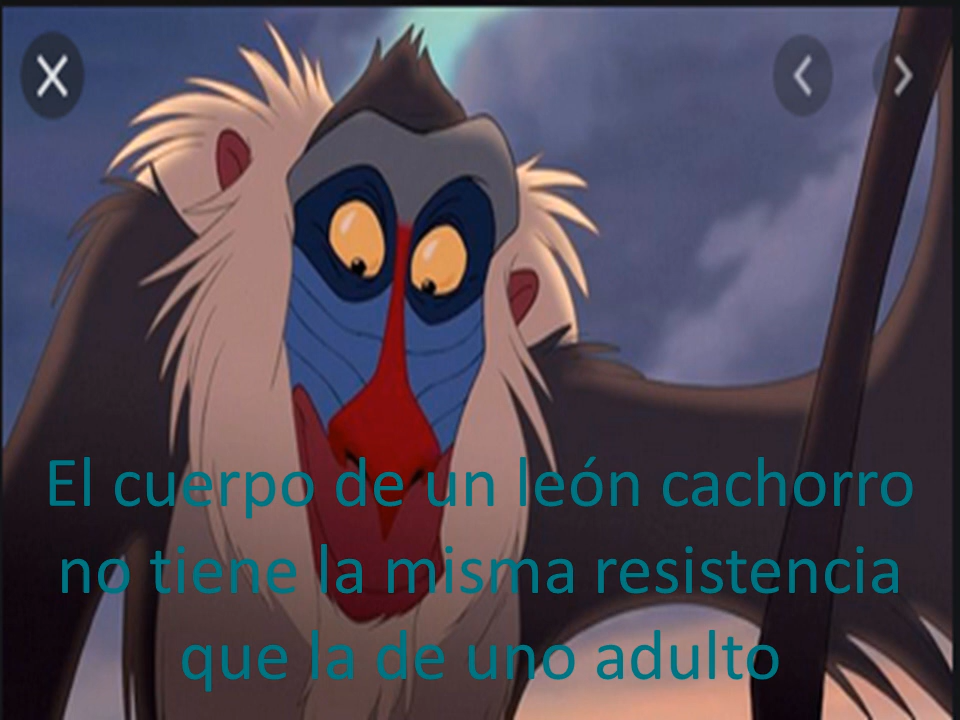 El cuerpo de un león cachorro
no tiene la misma resistencia
que la de uno adulto